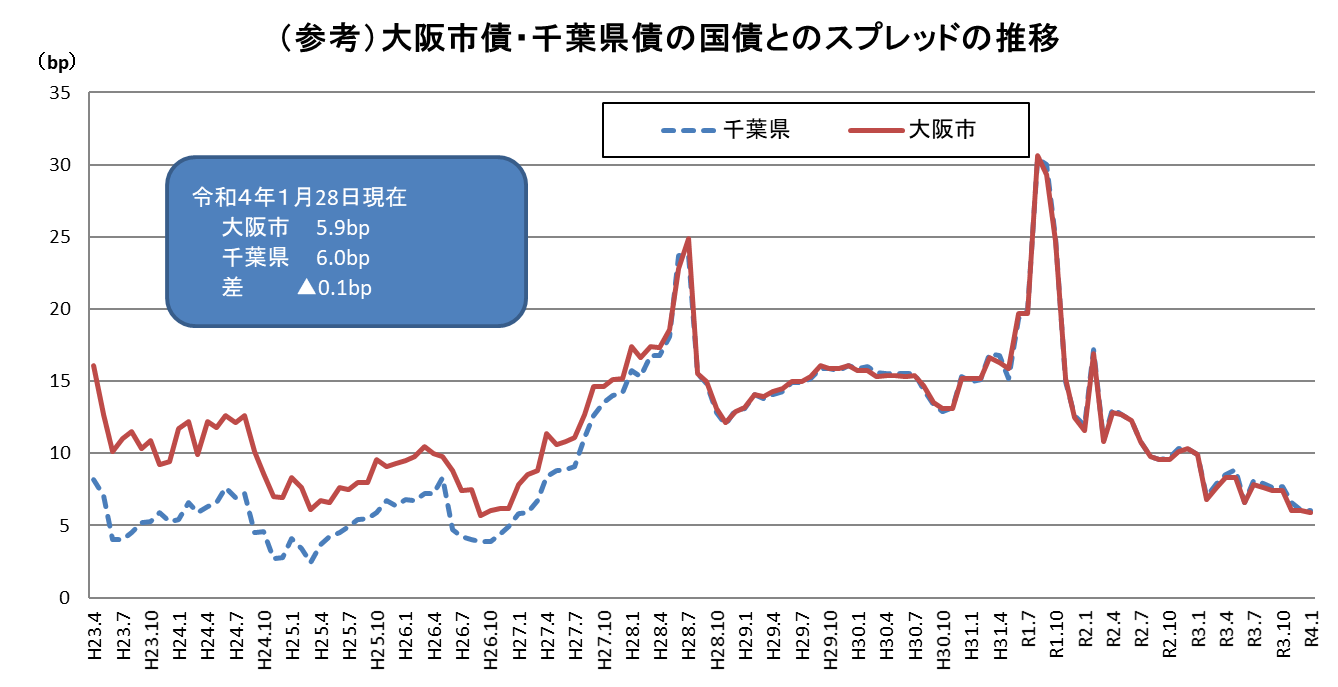 （参考）大阪市債・千葉県債の国債とのスプレッドの推移
（bp）
35
30
25
20
15
10
5
0
千葉県 大阪市
令和４年１月28日現在
大阪市 5.9bp
千葉県 6.0bp
差 ▲0.1bp
H23.4 H23.7 H23.10 H24.1 H24.4 H24.7 H24.10 H25.1 H25.4 H25.7 H25.10 H26.1 H26.4 H26.7 H26.10 H27.1 H27.4 H27.7 H27.10 H28.1 H28.4 H28.7 H28.10 H29.1 H29.4 H29.7 H29.10 H30.1 H30.4 H30.7 H30.10 H31.1 H31.4 R1.7 R1.10 R2.1 R2.4 R2.7 R2.10 R3.1 R3.4 R3.7 R3.10 R4.1